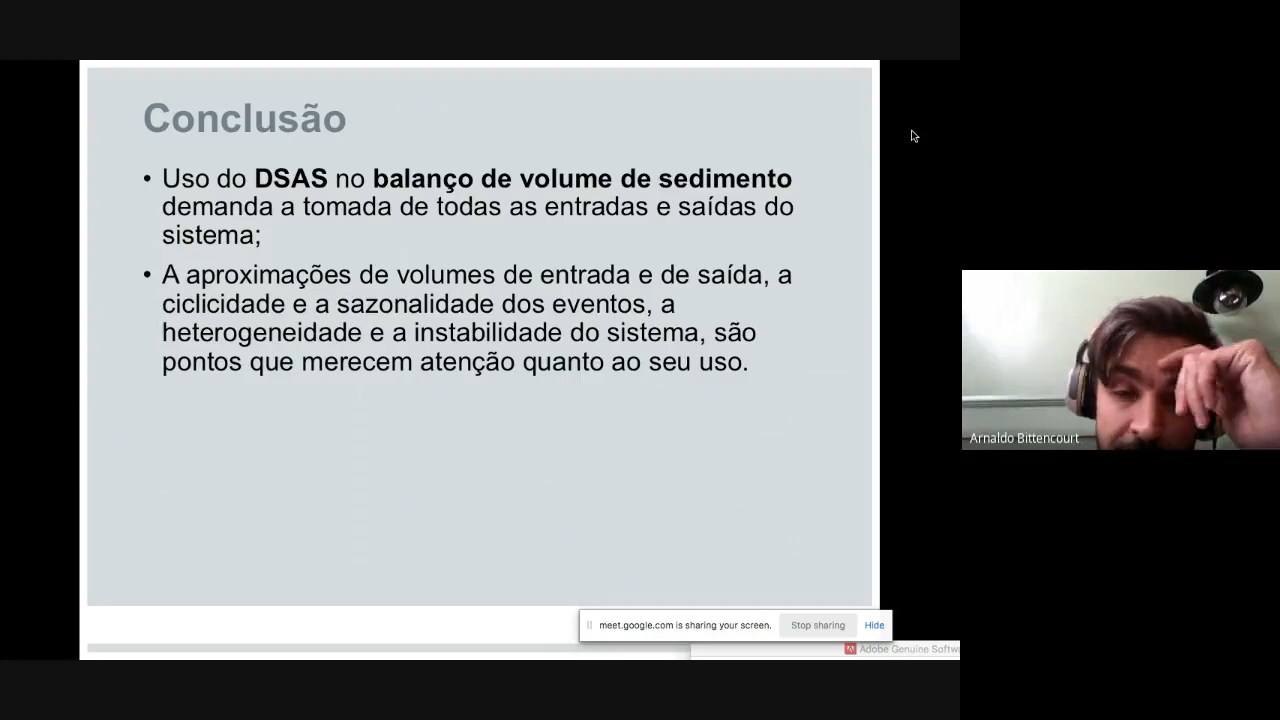 Conclusão
• Uso do DSAS no balanço de volume de sedimento
demanda a tomada de todas as entradas e saídas do
sistema;
• A aproximações de volumes de entrada e de saída, a
ciclicidade e a sazonalidade dos eventos, a
heterogeneidade e a instabilidade do sistema, são
pontos que merecem atenção quanto ao seu uso.
Arnaldo Bittencourt
meet.google.com is sharing your screen. Stop sharing Hide
Adobe Genuine Softw